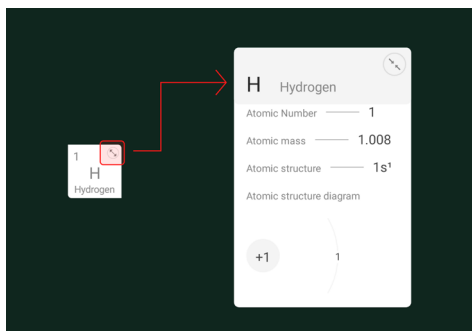 1
H
Hydrogen
H Hydrogen
Atomic Number 1
Atomic mass 1.008
Atomic structure 1s¹
Atomic structure diagram
+1 1